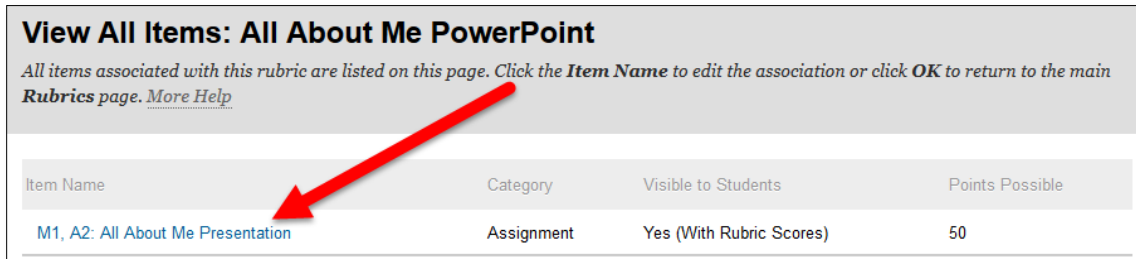 View All Items: All About Me PowerPoint
All items associated with this rubric are listed on this page. Click the Item Name to edit the association or click OK to return to the main
Rubrics page. More Help
Item Name Category Visible to Students Points Possible
M1, A2: All About Me Presentation Assignment Yes (With Rubric Scores) 50